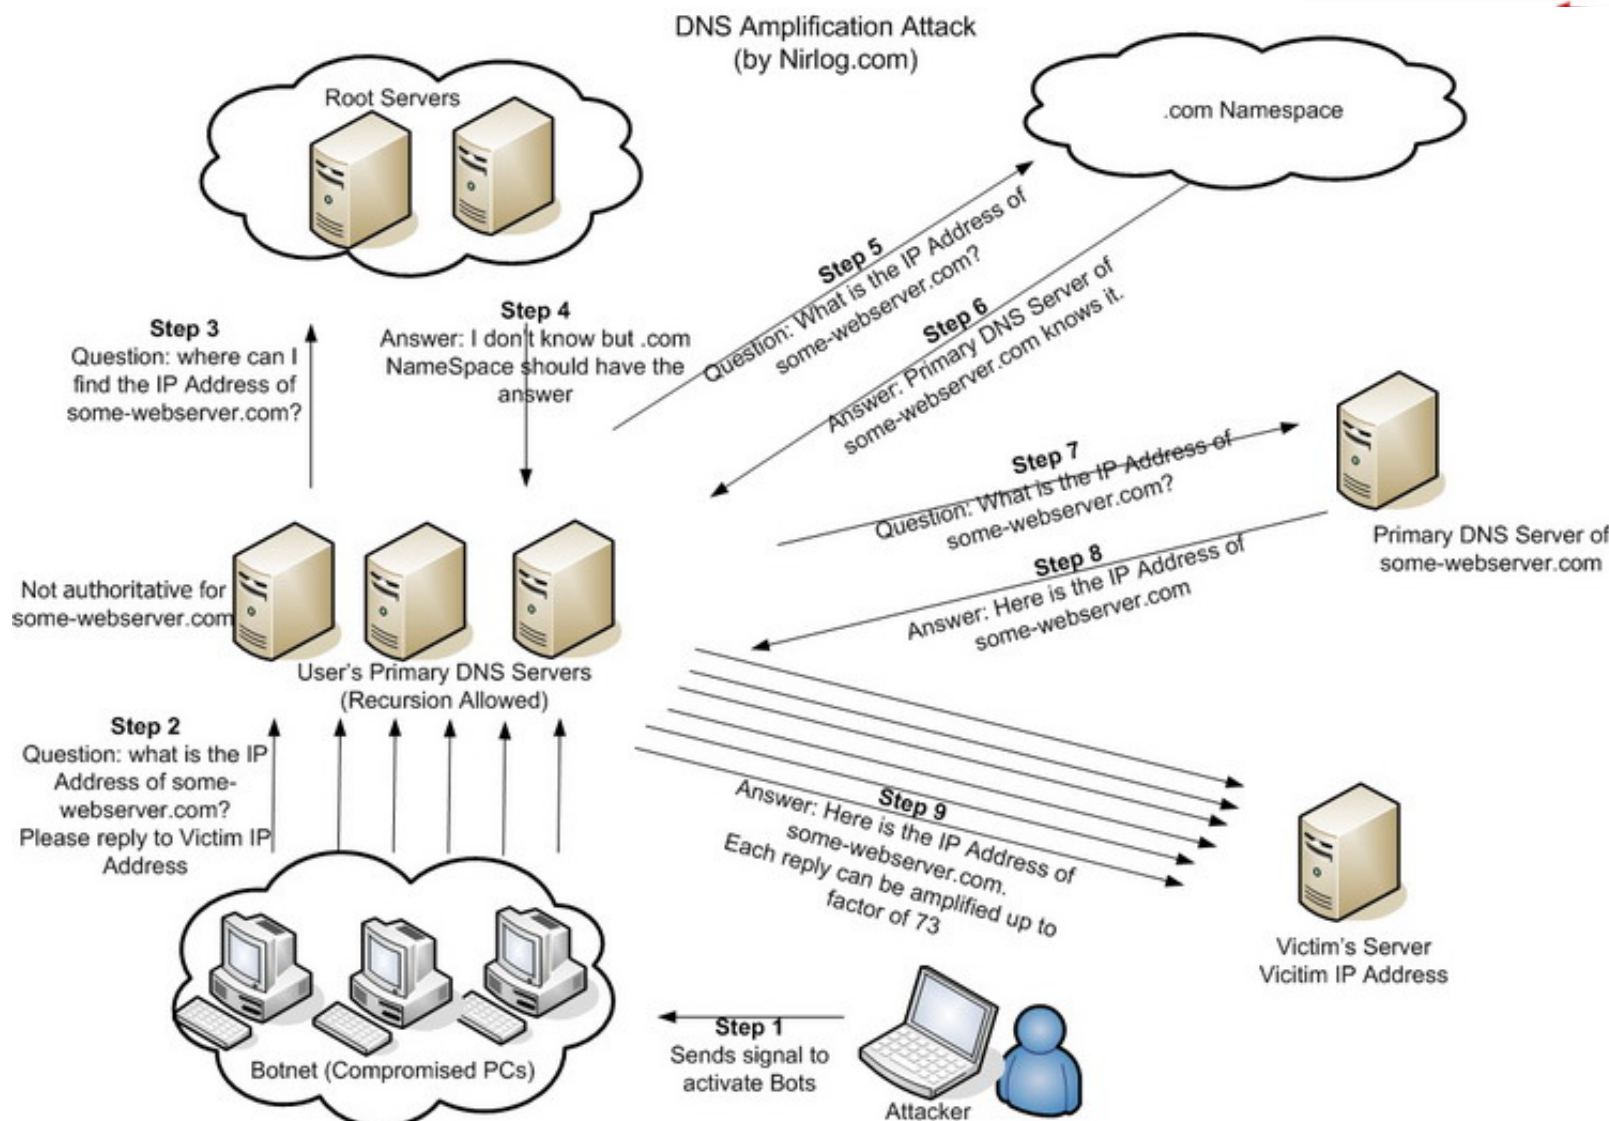 DNS Amplification Attack
(by Nirlog.com)
Root Servers
.com Namespace
Step 3
Question: where can I
find the IP Address of
some-webserver.com?
Step 4
Answer: I don't know but .com
NameSpace should have the
answer
Step 5
Question: What is the IP Address of
some-webserver.com?
Step 6
Answer: Primary DNS Server of
some-webserver.com knows it.
Step 7
Question: What is the IP Address of
some-webserver.com?
Step 8
Answer: Here is the IP Address of
some-webserver.com
Primary DNS Server of
some-webserver.com
Not authoritative for
some-webserver.com
User's Primary DNS Servers
(Recursion Allowed)
Step 2
Question: what is the IP
Address of some-
webserver.com?
Please reply to Victim IP
Address
Step 9
Answer: Here is the IP Address of
some-webserver.com.
Each reply can be amplified up to
factor of 73
Victim's Server
Vicitim IP Address
Botnet (Compromised PCs)
Step 1
Sends signal to
activate Bots
Attacker